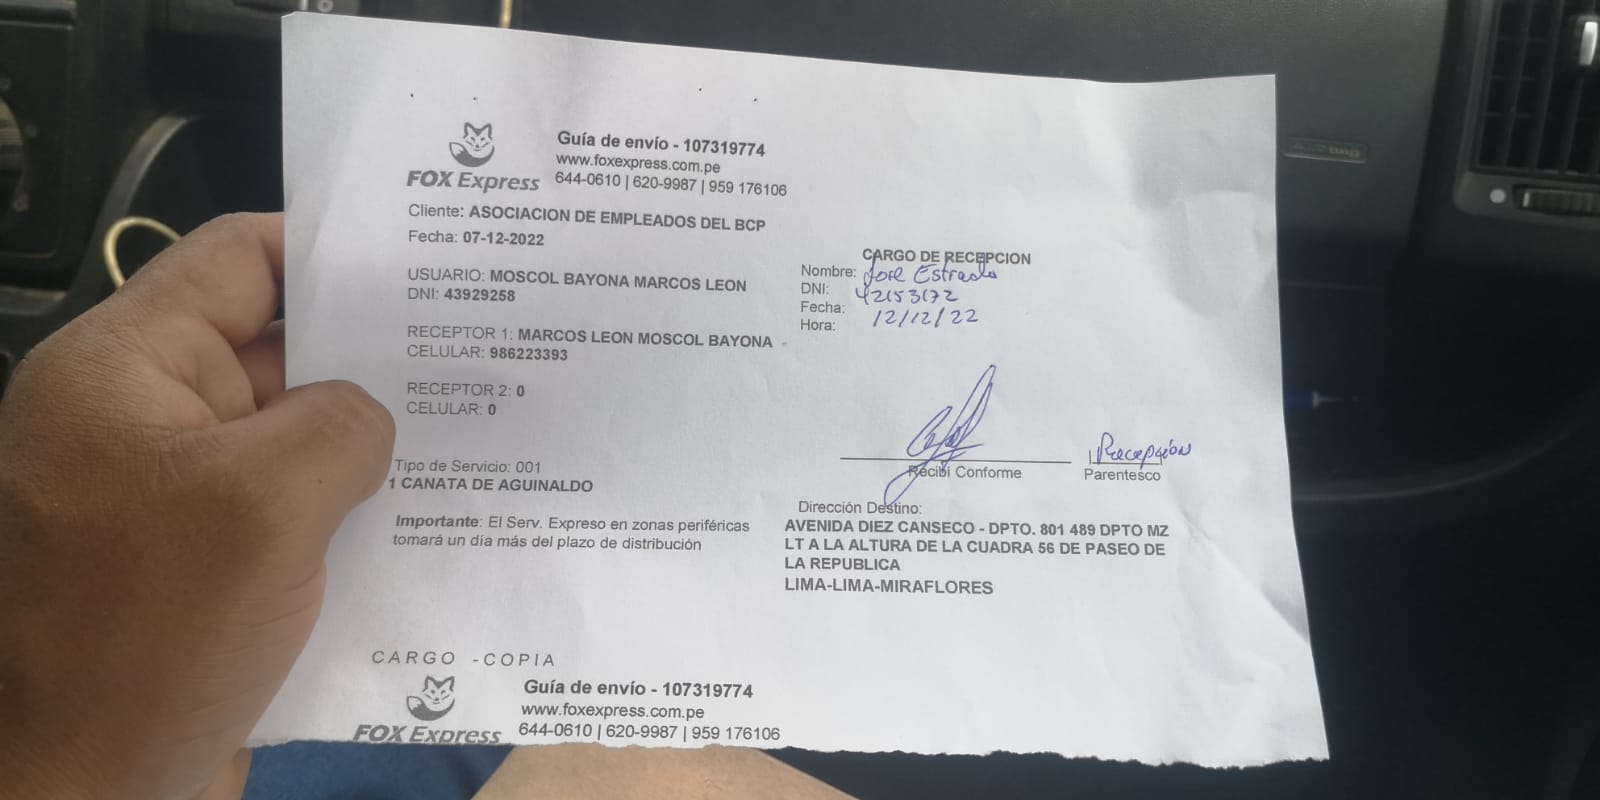 FOX Express
Guía de envío - 107319774
www.foxexpress.com.pe
644-0610 | 620-9987 | 959 176106
Cliente: ASOCIACION DE EMPLEADOS DEL BCP
Fecha: 07-12-2022
USUARIO: MOSCOL BAYONA MARCOS LEON
DNI: 43929258
RECEPTOR 1: MARCOS LEON MOSCOL BAYONA
CELULAR: 986223393
RECEPTOR 2: 0
CELULAR: 0
Tipo de Servicio: 001
1 CANATA DE AGUINALDO
Importante: El Serv. Expreso en zonas periféricas
tomará un día más del plazo de distribución
CARGO DE RECEPCION
Nombre: Jose Estrada
DNI: 42153172
Fecha: 12/12/22
Hora:
Recibí Conforme
Recepción
Parentesco
Dirección Destino:
AVENIDA DIEZ CANSECO - DPTO. 801 489 DPTO MZ
LT A LA ALTURA DE LA CUADRA 56 DE PASEO DE
LA REPUBLICA
LIMA-LIMA-MIRAFLORES
CARGO - COPIA
FOX Express
Guía de envío - 107319774
www.foxexpress.com.pe
644-0610 | 620-9987 | 959 176106